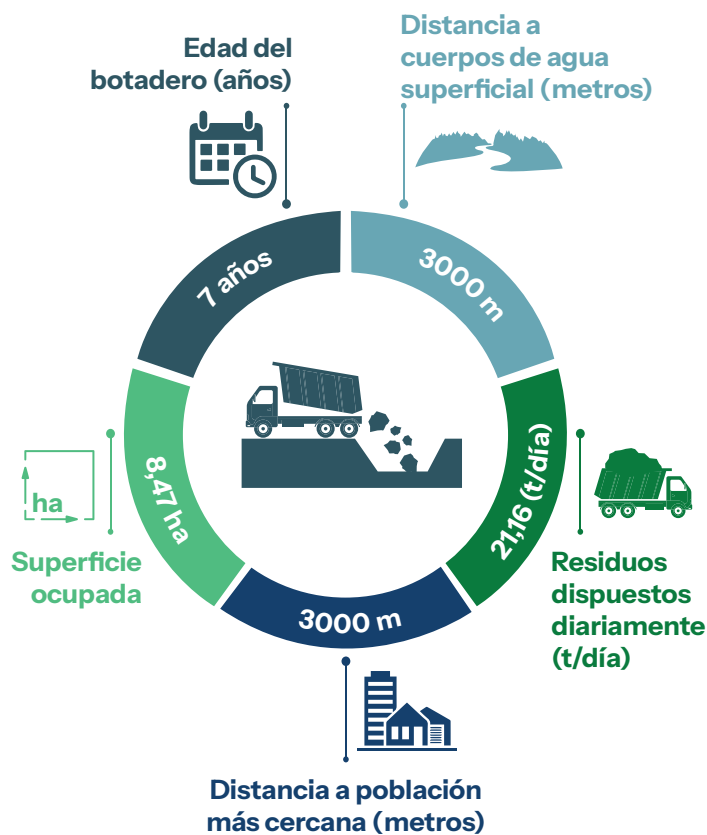 Edad del
botadero (años)
Distancia a
cuerpos de agua
superficial (metros)
7 años
3000 m
8,47 ha
21,16 (t/día)
ha
Superficie
ocupada
Residuos
dispuestos
diariamente
(t/día)
3000 m
Distancia a población
más cercana (metros)